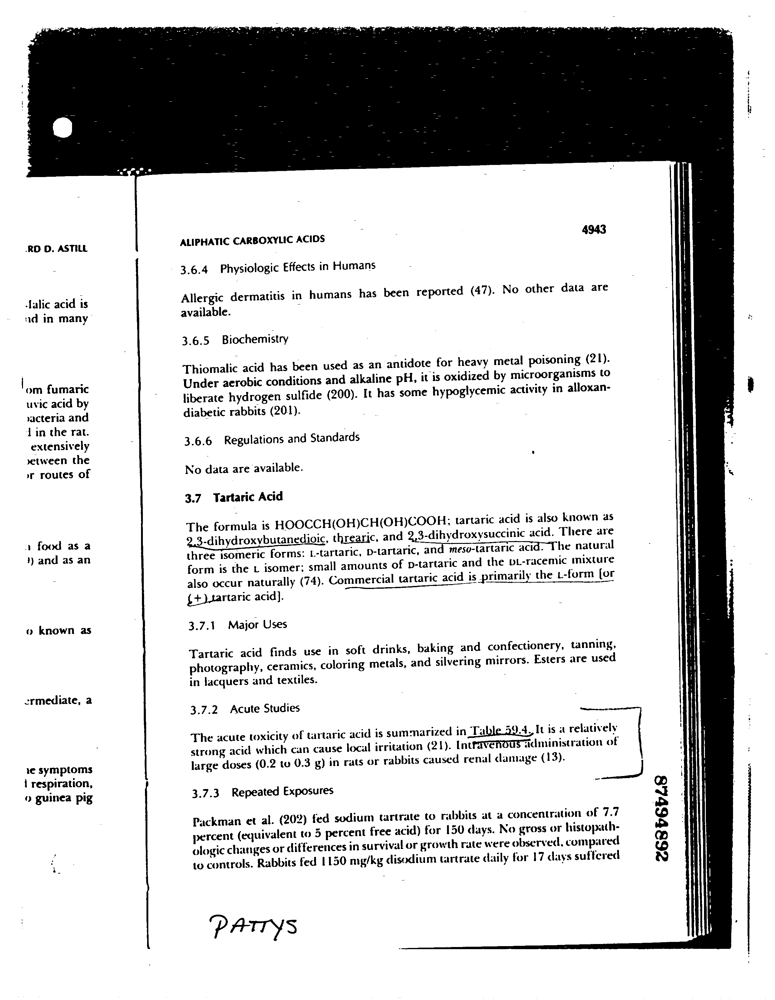 .RD D. ASTILL
.lalic acid is
nd in many
om fumaric
uvic acid by
acteria and
l in the rat.
extensively
between the
r routes of
food as a
) and as an
o known as
ermediate, a
ne symptoms
l respiration,
o guinea pig
ALIPHATIC CARBOXYLIC ACIDS
4943
3.6.4 Physiologic Effects in Humans
Allergic dermatitis in humans has been reported (47). No other data are
available.
3.6.5 Biochemistry
Thiomalic acid has been used as an antidote for heavy metal poisoning (21).
Under aerobic conditions and alkaline pH, it is oxidized by microorganisms to
liberate hydrogen sulfide (200). It has some hypoglycemic activity in alloxan-
diabetic rabbits (201).
3.6.6 Regulations and Standards
No data are available.
3.7 Tartaric Acid
The formula is HOOCCH(OH)CH(OH)COOH; tartaric acid is also known as
2,3-dihydroxybutanedioic, threaric, and 2,3-dihydroxysuccinic acid. There are
three isomeric forms: L-tartaric, D-tartaric, and meso-tartaric acid. The natural
form is the L isomer; small amounts of D-tartaric and the DL-racemic mixture
also occur naturally (74). Commercial tartaric acid is primarily the L-form [or
(+) tartaric acid].
3.7.1 Major Uses
Tartaric acid finds use in soft drinks, baking and confectionery, tanning,
photography, ceramics, coloring metals, and silvering mirrors. Esters are used
in lacquers and textiles.
3.7.2 Acute Studies
The acute toxicity of tartaric acid is summarized in Table 59.4. It is a relatively
strong acid which can cause local irritation (21). Intravenous administration of
large doses (0.2 to 0.3 g) in rats or rabbits caused renal damage (13).
3.7.3 Repeated Exposures
Packman et al. (202) fed sodium tartrate to rabbits at a concentration of 7.7
percent (equivalent to 5 percent free acid) for 150 days. No gross or histopath-
ologic changes or differences in survival or growth rate were observed, compared
to controls. Rabbits fed 1150 mg/kg disodium tartrate daily for 17 days suffered
87494892
PATTYS